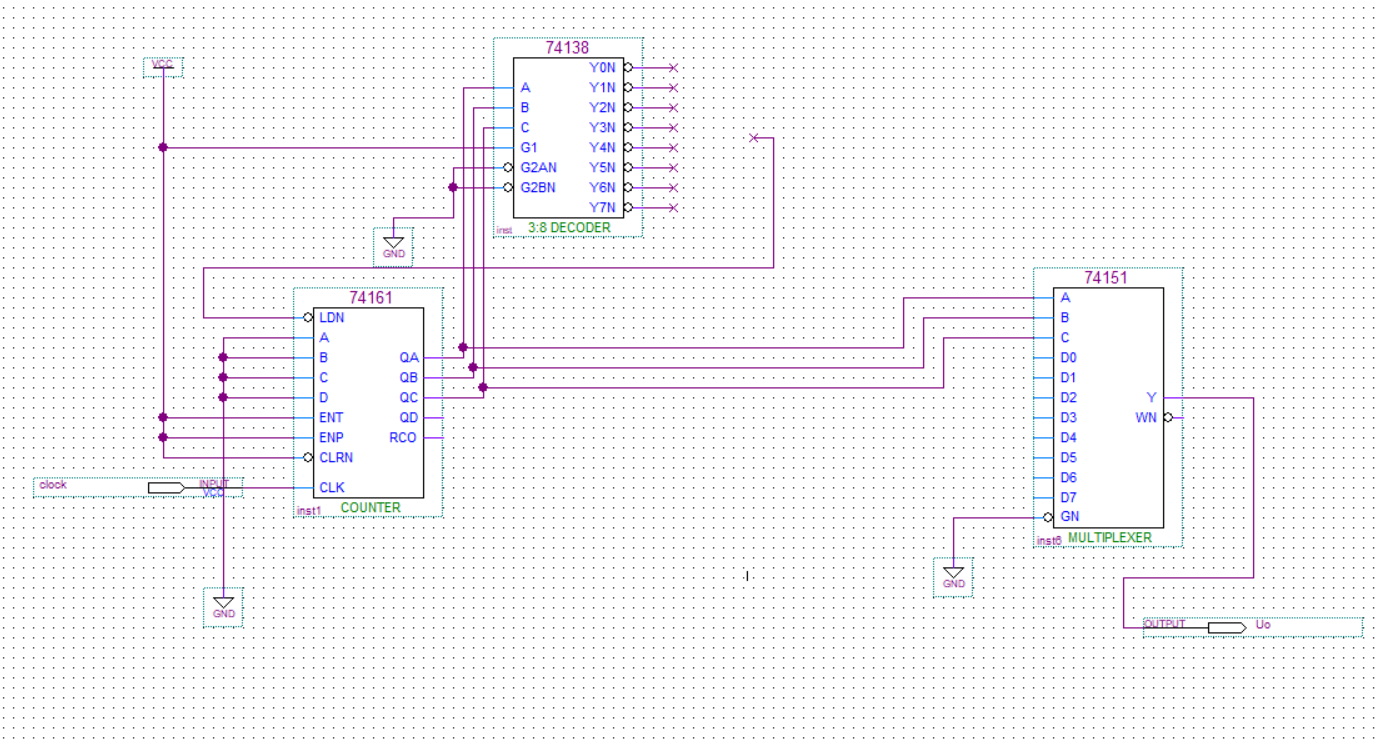 74138
VCC
Y0N
A Y1N
B Y2N
C Y3N
G1 Y4N
G2AN Y5N
G2BN Y6N
Y7N
inst 3:8 DECODER
GND
74151
74161
A
LDN B
A C
B QA D0
C QB D1
D QC D2 Y
ENT QD D3 WN
ENP RCO D4
CLRN D5
clock INPUT
VCC
CLK D6
D7
inst1 COUNTER
GN
inst6 MULTIPLEXER
GND
GND
OUTPUT Uo